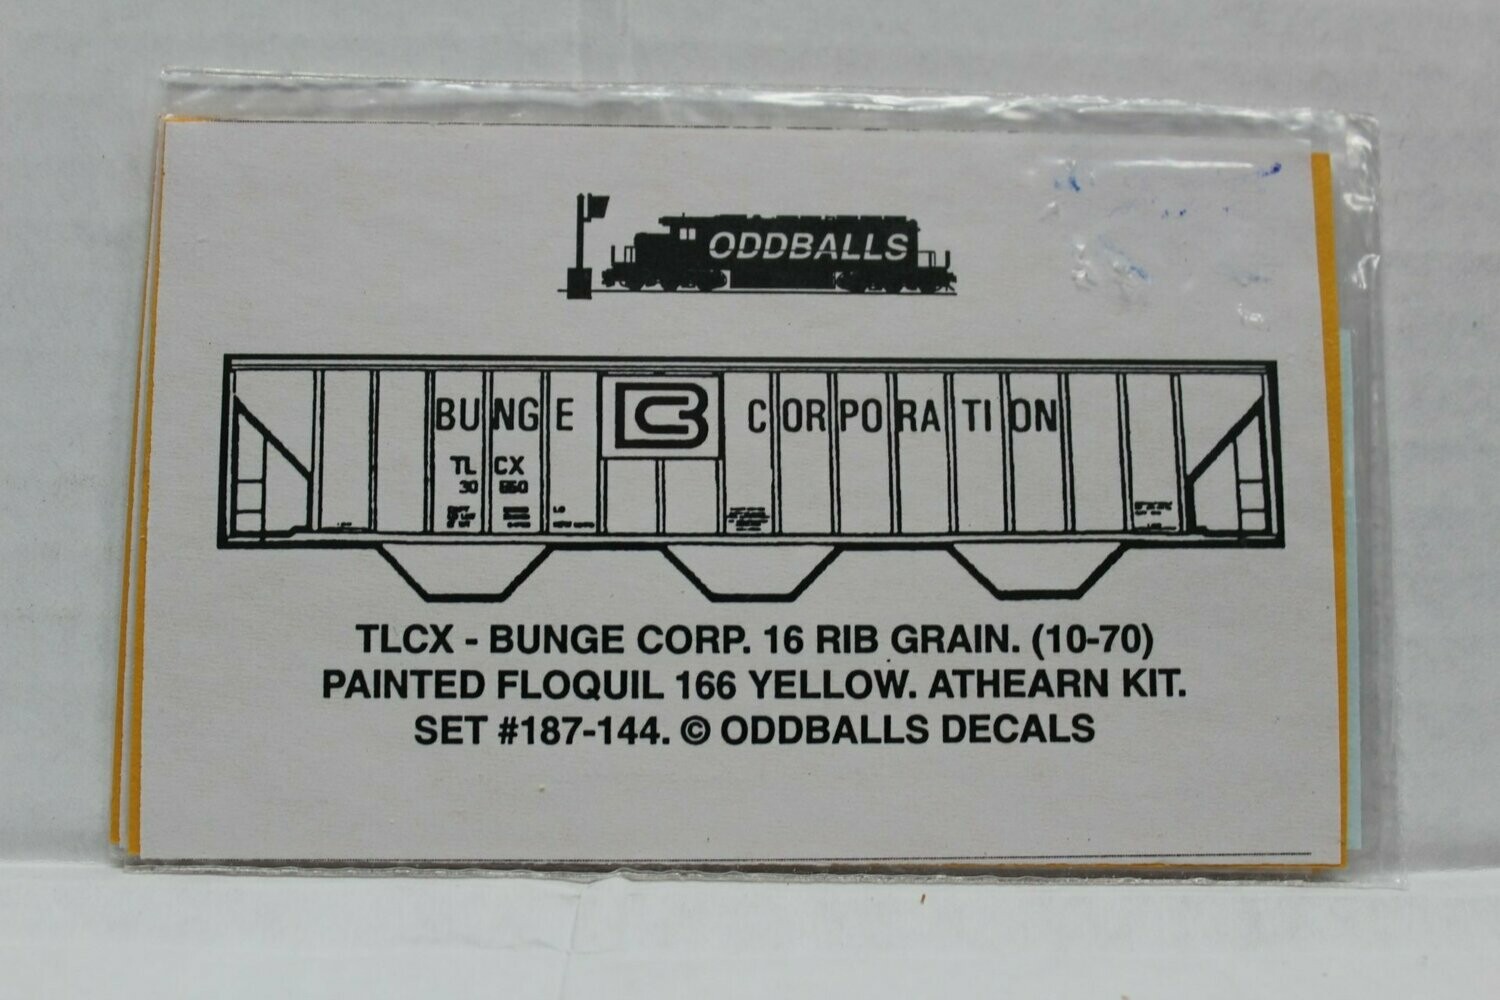 ODDBALLS
BUNGE CB CORPORATION
TLCX
30
TLCX - BUNGE CORP. 16 RIB GRAIN. (10-70)
PAINTED FLOQUIL 166 YELLOW. ATHEARN KIT.
SET #187-144. © ODDBALLS DECALS